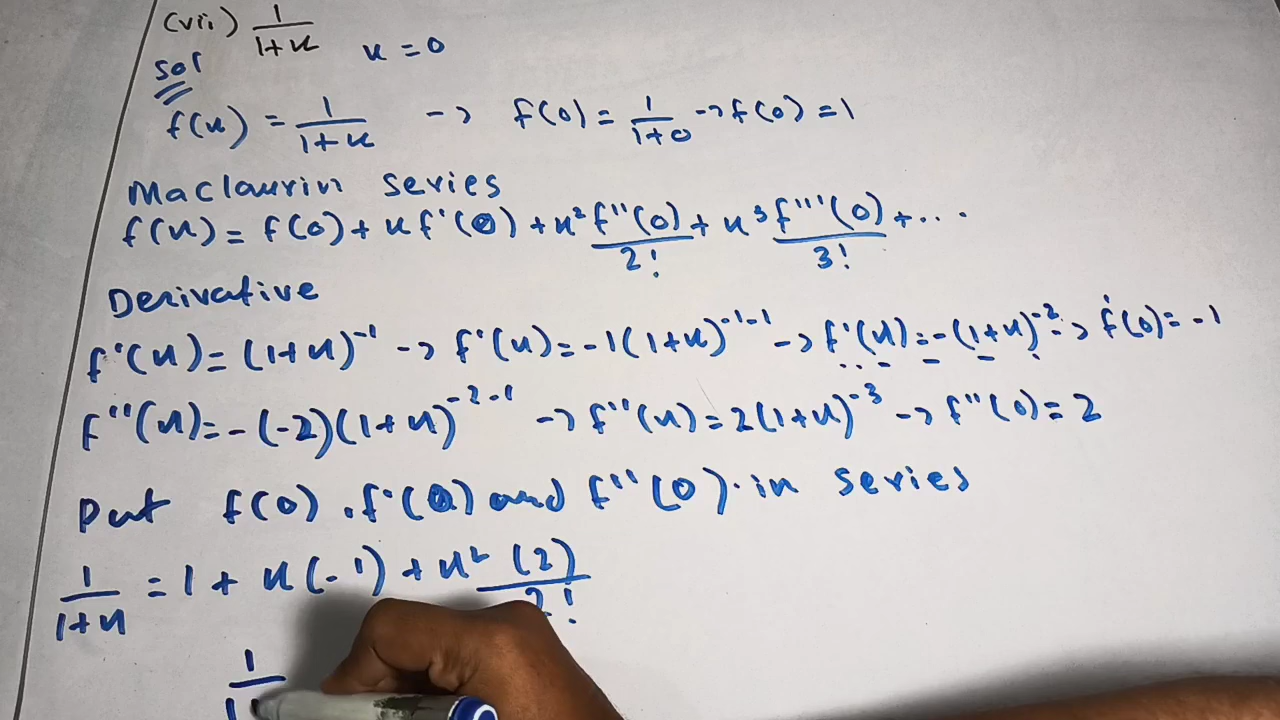 (vii) 1/(1+x) x = 0
Sol
f(x) = 1/(1+x) → f(0) = 1/(1+0) → f(0) = 1
Maclaurin series
f(x) = f(0) + x f'(0) + x² f''(0)/2! + x³ f'''(0)/3! + ...
Derivative
f'(x) = (1+x)^-1 → f'(x) = -1(1+x)^-1-1 → f'(x) = -(1+x)^-2 → f'(0) = -1
f''(x) = -(-2)(1+x)^-2-1 → f''(x) = 2(1+x)^-3 → f''(0) = 2
Put f(0), f'(0) and f''(0) in series
1/(1+x) = 1 + x(-1) + x² (2)/2!
1